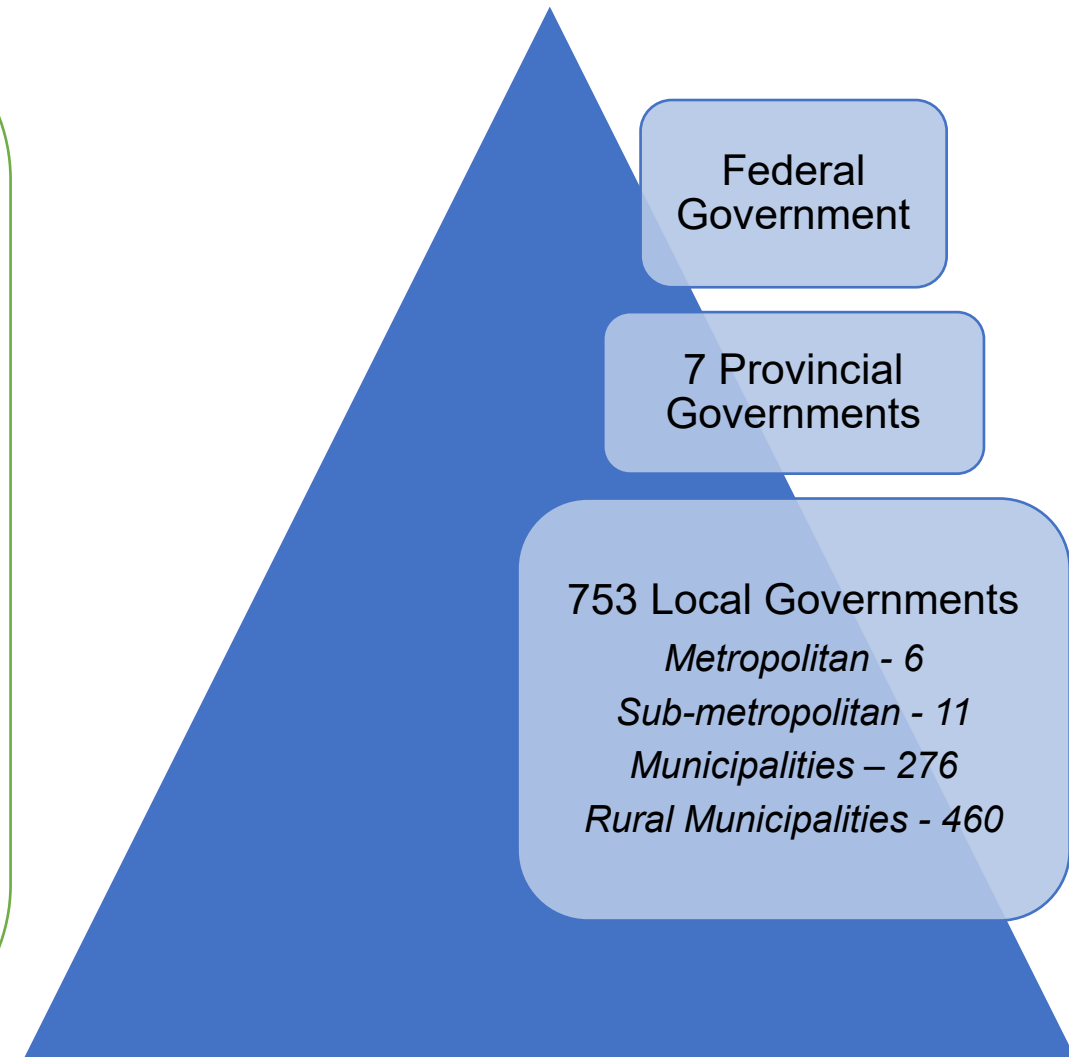 Federal
Government
7 Provincial
Governments
753 Local Governments
Metropolitan - 6
Sub-metropolitan - 11
Municipalities – 276
Rural Municipalities - 460